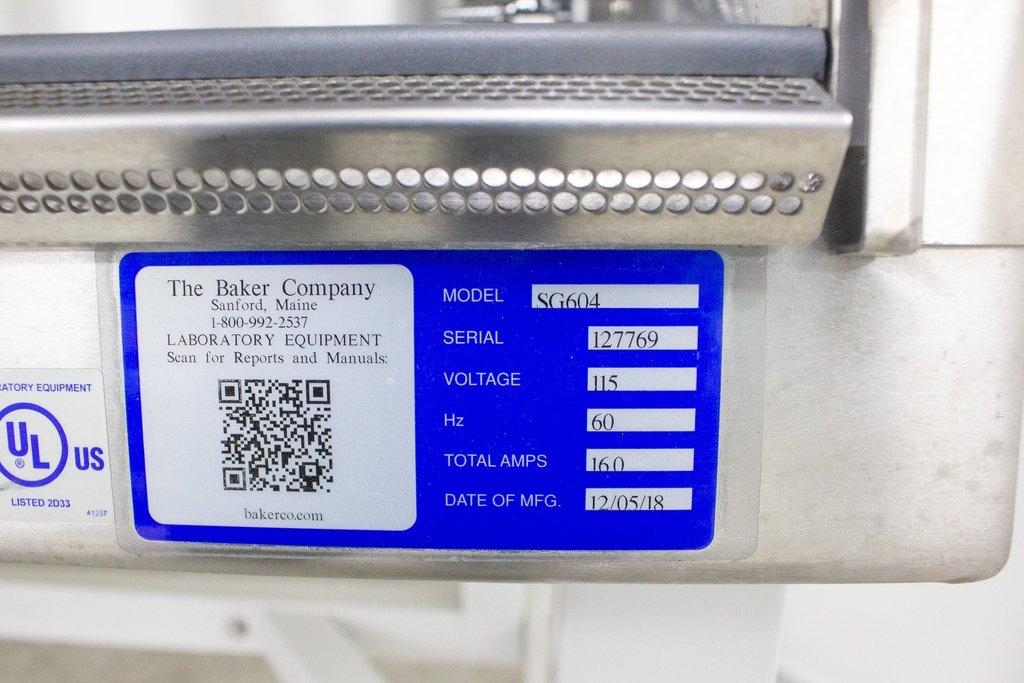 The Baker Company
Sanford, Maine
1-800-992-2537
LABORATORY EQUIPMENT
Scan for Reports and Manuals:
bakerco.com
MODEL SG604
SERIAL 127769
VOLTAGE 115
Hz 60
TOTAL AMPS 16.0
DATE OF MFG. 12/05/18
RATORY EQUIPMENT
UL US
®
LISTED 2D33
41257